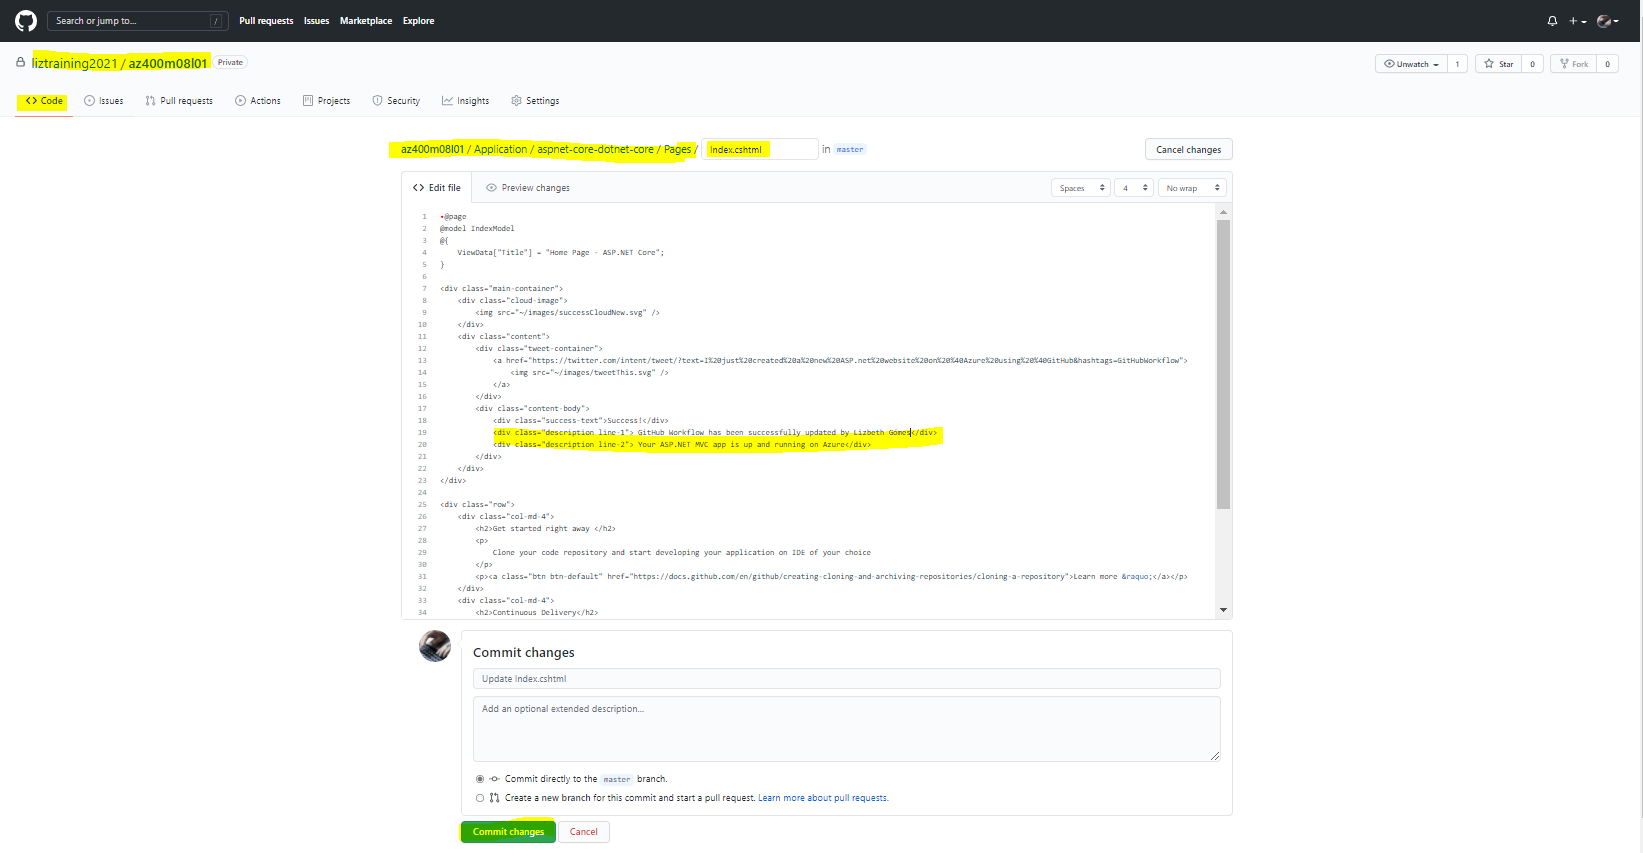 Search or jump to... /
Pull requests Issues Marketplace Explore
liztraining2021 / az400m08l01 Private
Unwatch 1 Star 0 Fork 0
Code Issues Pull requests Actions Projects Security Insights Settings
az400m08l01 / Application / aspnet-core-dotnet-core / Pages / Index.cshtml in master
Cancel changes
Edit file Preview changes Spaces 4 No wrap
1 @page
2 @model IndexModel
3 @{
4 ViewData["Title"] = "Home Page - ASP.NET Core";
5 }
6
7 <div class="main-container">
8 <div class="cloud-image">
9 <img src="~/images/successCloudNew.svg" />
10 </div>
11 <div class="content">
12 <div class="tweet-container">
13 <a href="https://twitter.com/intent/tweet/?text=I%20just%20created%20a%20new%20ASP.net%20website%20on%20%40Azure%20using%20%40GitHub&hashtags=GitHubWorkflow">
14 <img src="~/images/tweetThis.svg" />
15 </a>
16 </div>
17 <div class="content-body">
18 <div class="success-text">Success!</div>
19 <div class="description line-1"> GitHub Workflow has been successfully updated by Lizbeth Gómes</div>
20 <div class="description line-2"> Your ASP.NET MVC app is up and running on Azure</div>
21 </div>
22 </div>
23 </div>
24
25 <div class="row">
26 <div class="col-md-4">
27 <h2>Get started right away </h2>
28 <p>
29 Clone your code repository and start developing your application on IDE of your choice
30 </p>
31 <p><a class="btn btn-default" href="https://docs.github.com/en/github/creating-cloning-and-archiving-repositories/cloning-a-repository">Learn more &raquo;</a></p>
32 </div>
33 <div class="col-md-4">
34 <h2>Continuous Delivery</h2>
Commit changes
Update Index.cshtml
Add an optional extended description...
Commit directly to the master branch.
Create a new branch for this commit and start a pull request. Learn more about pull requests.
Commit changes Cancel